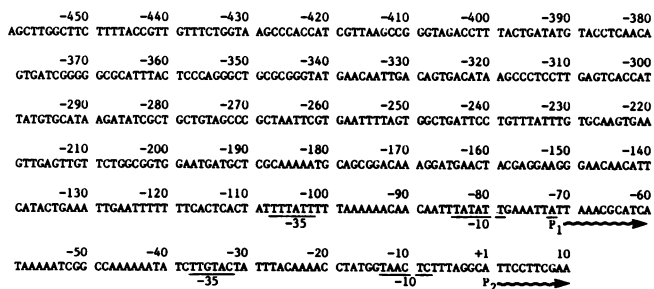 -450 -440 -430 -420 -410 -400 -390 -380
AGCTTGGCTTC TTTTACCGTT GTTTCTGGTA AGCCCACCAT CGTTAAGCCG GGTAGACCTT TACTGATATG TACCTCAACA
-370 -360 -350 -340 -330 -320 -310 -300
GTGATCGGGG GCGCATTTAC TCCCAGGGCT GCGCGGGTAT GAACAATTGA CAGTGACATA AGCCCTCCTT GAGTCACCAT
-290 -280 -270 -260 -250 -240 -230 -220
TATGTGCATA AGATATCGCT GCTGTAGCCC GCTAATTCGT GAATTTTAGT GGCTGATTCC TGTTTATTTG TGCAAGTGAA
-210 -200 -190 -180 -170 -160 -150 -140
GTTGAGTTGT TCTGGCGGTG GAATGATGCT CGCAAAAATG CAGCGGACAA AGGATGAACT ACGAGGAAGG GAACAACATT
-130 -120 -110 -100 -90 -80 -70 -60
CATACTGAAA TTGAATTTTT TTCACTCACT ATTTTATTTT TAAAAAACAAC CAATTTATAT TGAAATTATT AAACGCATCA
-35 -10 P1
-50 -40 -30 -20 -10 +1 10
TAAAAATCGG CCAAAAAATA TCTTGTACTA TTTACAAAAC CTATGGTAAC TCTTTAGGCA TTCCTTCGAA
-35 -10 P2